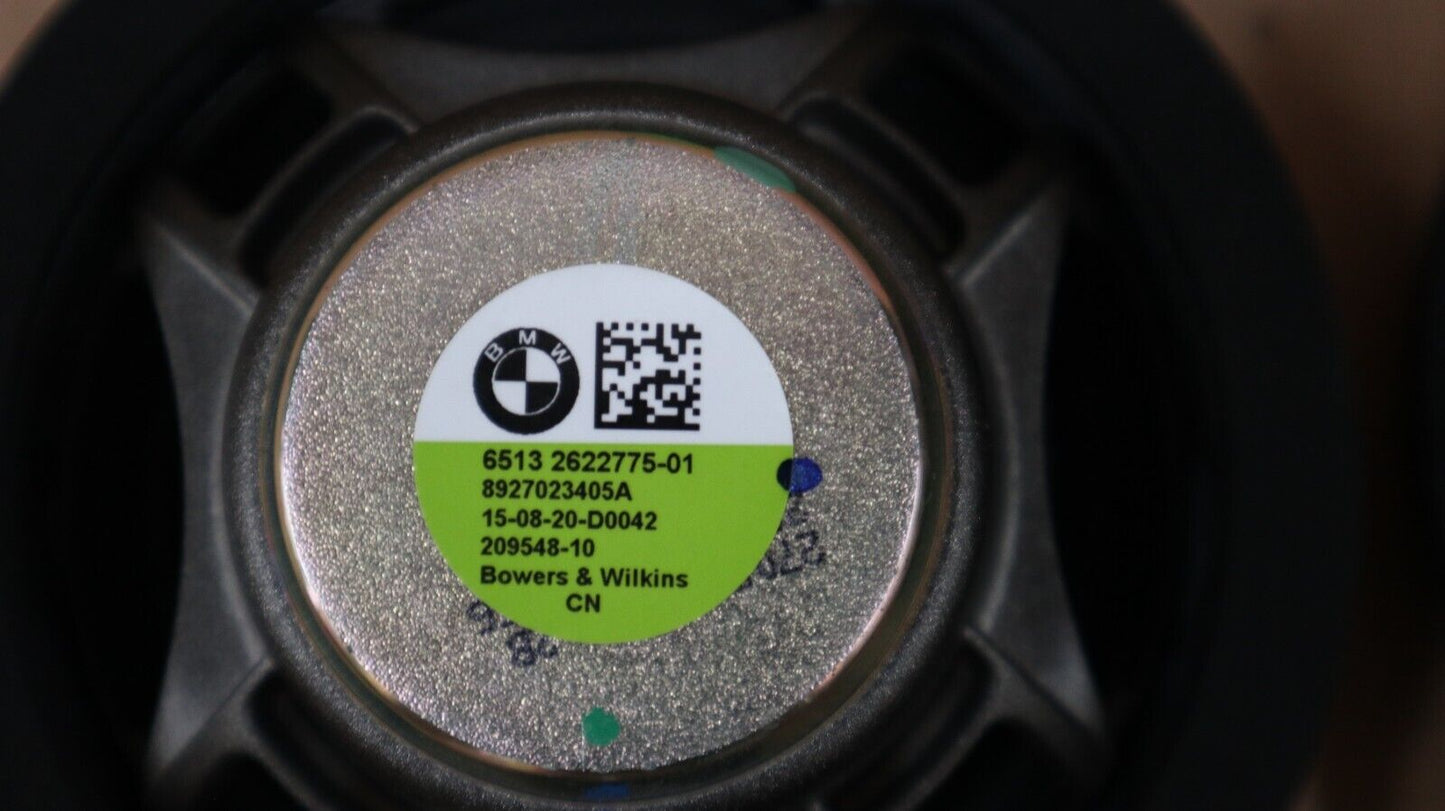 BMW
6513 2622775-01
8927023405A
15-08-20-D0042
209548-10
Bowers & Wilkins
CN